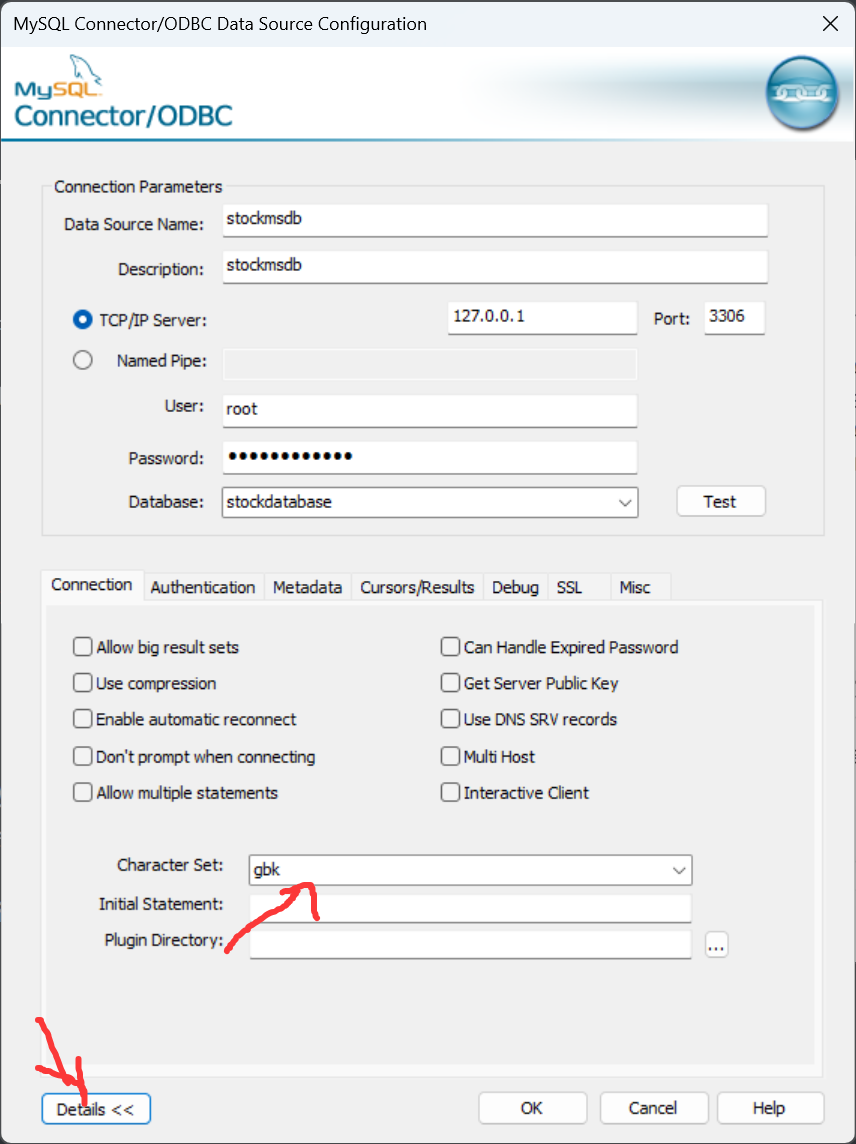 MySQL Connector/ODBC Data Source Configuration
MySQL
Connector/ODBC
Connection Parameters
Data Source Name: stockmsdb
Description: stockmsdb
TCP/IP Server: 127.0.0.1 Port: 3306
Named Pipe:
User: root
Password: ••••••••••••
Database: stockdatabase Test
Connection Authentication Metadata Cursors/Results Debug SSL Misc
Allow big result sets Can Handle Expired Password
Use compression Get Server Public Key
Enable automatic reconnect Use DNS SRV records
Don't prompt when connecting Multi Host
Allow multiple statements Interactive Client
Character Set: gbk
Initial Statement:
Plugin Directory: ...
Details << OK Cancel Help